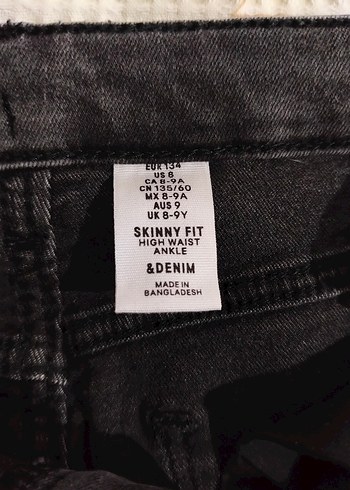 EUR 134
US 8
CA 8-9A
CN 135/60
MX 8-9A
AUS 9
UK 8-9Y
SKINNY FIT
HIGH WAIST
ANKLE
&DENIM
MADE IN
BANGLADESH